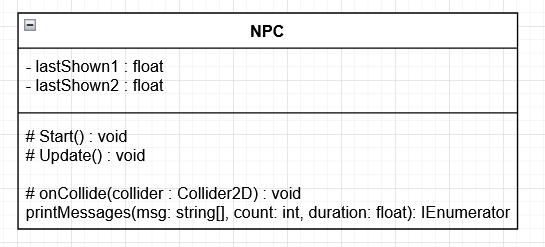 NPC
- lastShown1 : float
- lastShown2 : float
# Start() : void
# Update() : void
# onCollide(collider : Collider2D) : void
printMessages(msg: string[], count: int, duration: float): IEnumerator